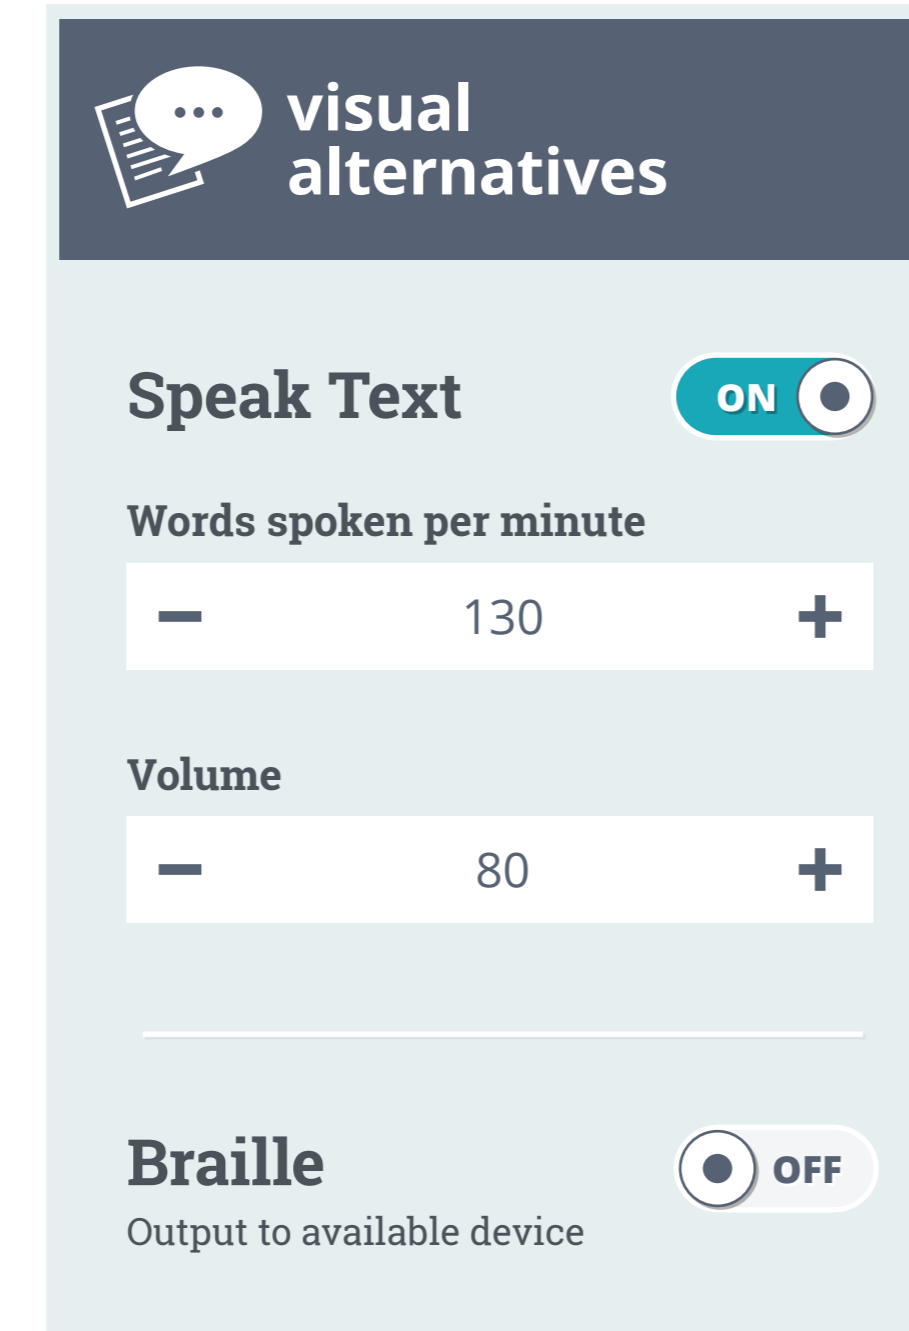 visual
alternatives
Speak Text
ON
Words spoken per minute
− 130 +
Volume
− 80 +
Braille
OFF
Output to available device